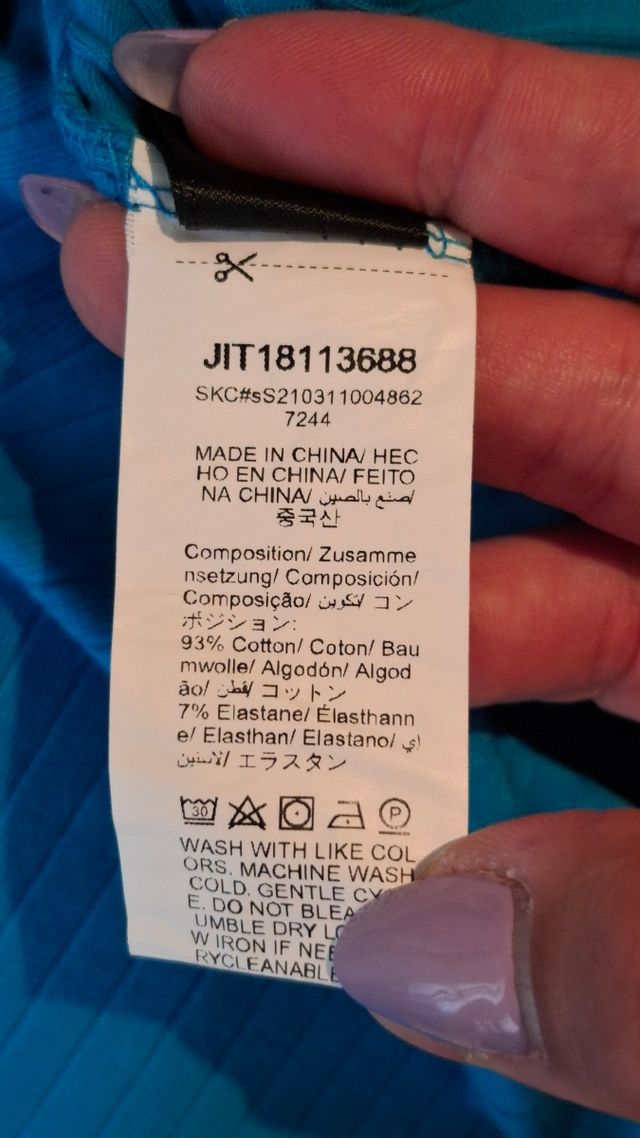 JIT18113688
SKC#sS210311004862
7244
MADE IN CHINA/ HEC
HO EN CHINA/ FEITO
NA CHINA/ صنع بالصين/
중국산
Composition/ Zusamme
nsetzung/ Composición/
Composição/ تكوين/ コン
ポジション:
93% Cotton/ Coton/ Bau
mwolle/ Algodón/ Algod
ão/ قطن/ コットン
7% Elastane/ Élasthann
e/ Elasthan/ Elastano/ اي
لاستين/ エラスタン
30 P
WASH WITH LIKE COL
ORS. MACHINE WASH
COLD. GENTLE CY
E. DO NOT BLEA
UMBLE DRY LO
W IRON IF NEE
RYCLEANABLE